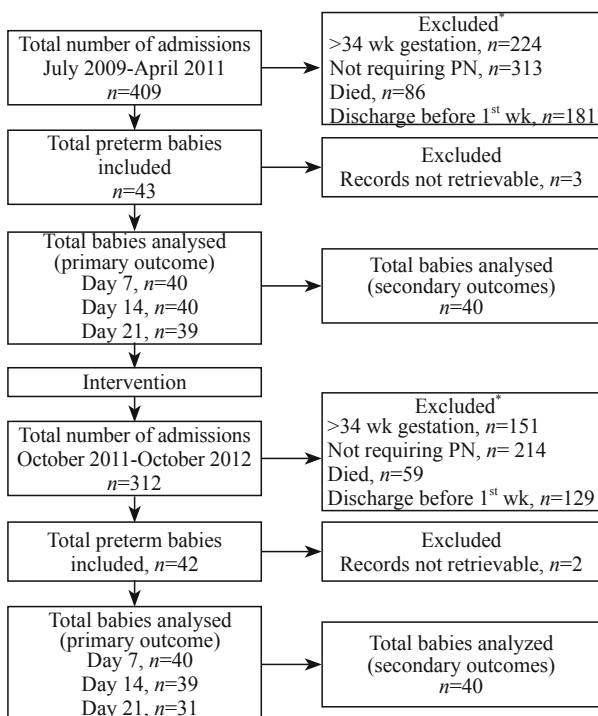 Total number of admissions
July 2009-April 2011
n=409
Excluded*
>34 wk gestation, n=224
Not requiring PN, n=313
Died, n=86
Discharge before 1st wk, n=181
Total preterm babies
included
n=43
Excluded
Records not retrievable, n=3
Total babies analysed
(primary outcome)
Day 7, n=40
Day 14, n=40
Day 21, n=39
Total babies analysed
(secondary outcomes)
n=40
Intervention
Total number of admissions
October 2011-October 2012
n=312
Excluded*
>34 wk gestation, n=151
Not requiring PN, n= 214
Died, n=59
Discharge before 1st wk, n=129
Total preterm babies
included, n=42
Excluded
Records not retrievable, n=2
Total babies analysed
(primary outcome)
Day 7, n=40
Day 14, n=39
Day 21, n=31
Total babies analyzed
(secondary outcomes)
n=40